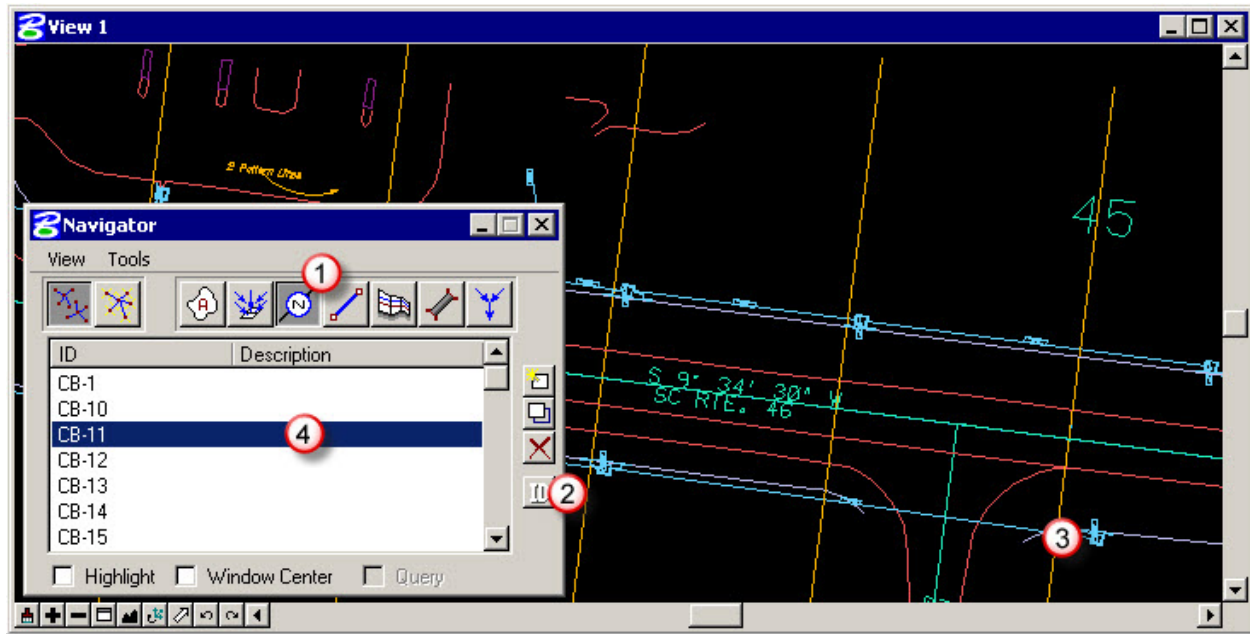 View 1
2 Pattern Lines
45
Navigator
View Tools
1
A N
ID Description
CB-1
CB-10
CB-11
4
CB-12
CB-13
CB-14
CB-15
ID
2
Highlight Window Center Query
S 9° 34' 30" W
SC RTE. 46
3